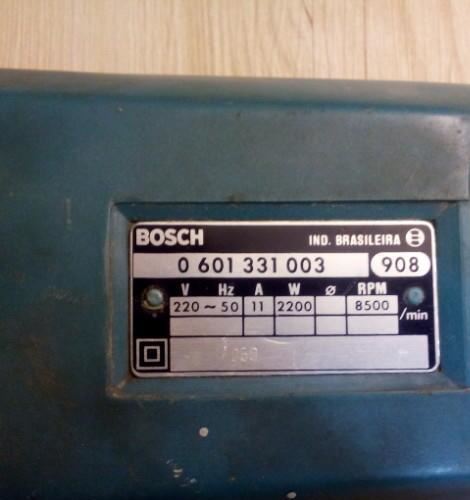 BOSCH IND. BRASILEIRA
0 601 331 003 908
V Hz A W ø RPM
220 ~ 50 11 2200 8500 /min